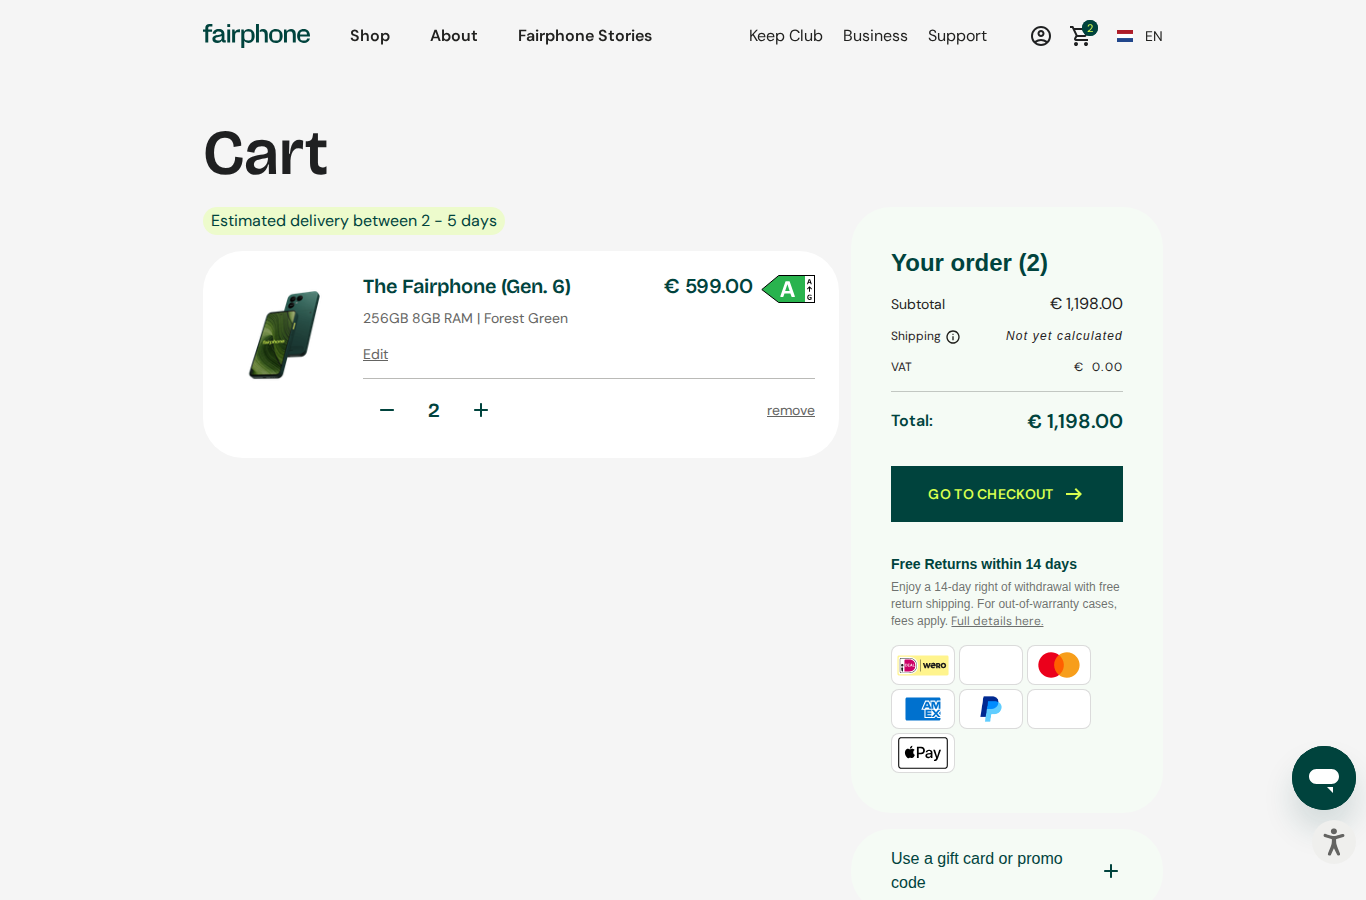 fairphone Shop About Fairphone Stories Keep Club Business Support 2 EN
Cart
Estimated delivery between 2 - 5 days
The Fairphone (Gen. 6) € 599.00 A A G
256GB 8GB RAM | Forest Green
Edit
2 remove
Your order (2)
Subtotal € 1,198.00
Shipping Not yet calculated
VAT € 0.00
Total: € 1,198.00
GO TO CHECKOUT
Free Returns within 14 days
Enjoy a 14-day right of withdrawal with free
return shipping. For out-of-warranty cases,
fees apply. Full details here.
iDEAL wero
AM
EX
Pay
Use a gift card or promo
code